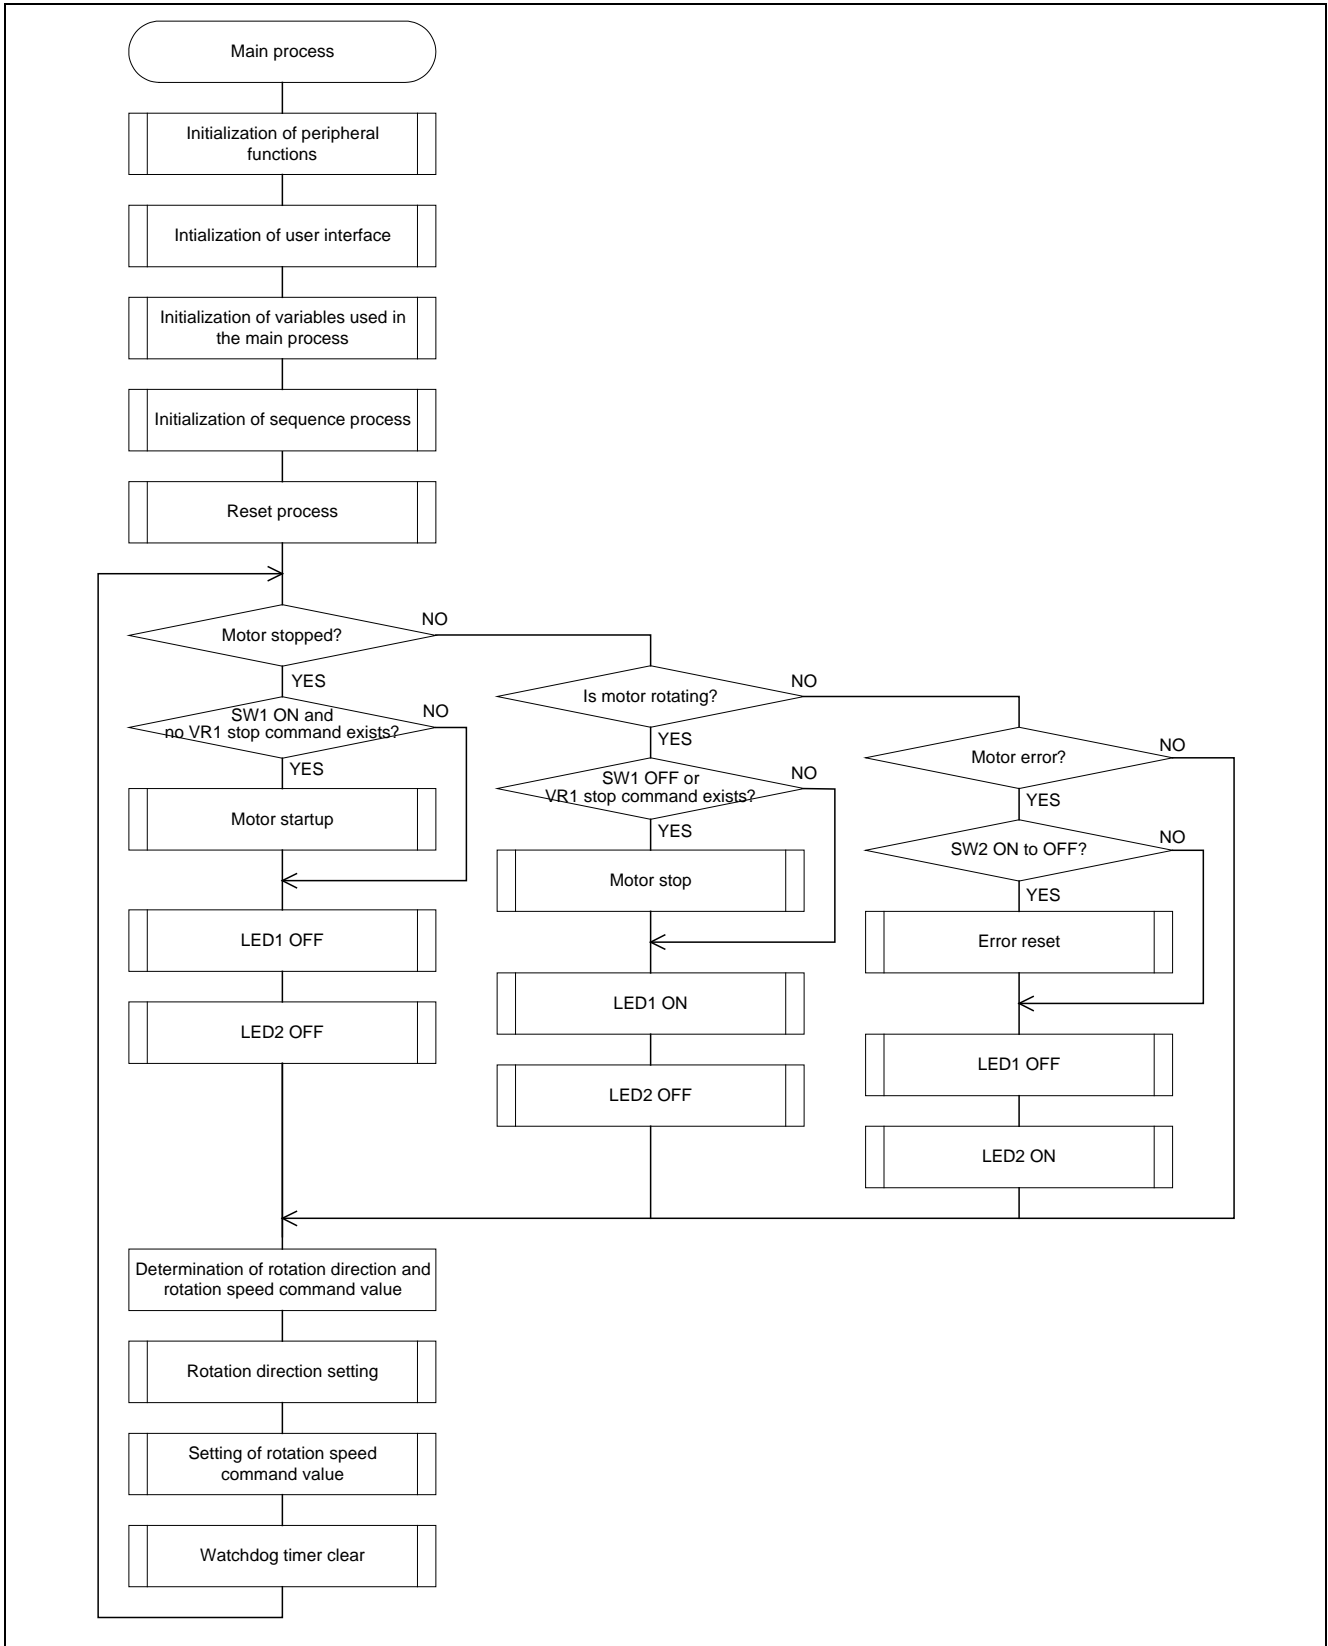 Main process
Initialization of peripheral
functions
Intialization of user interface
Initialization of variables used in
the main process
Initialization of sequence process
Reset process
Motor stopped?
NO
YES
SW1 ON and
no VR1 stop command exists?
NO
YES
Motor startup
LED1 OFF
LED2 OFF
Is motor rotating?
NO
YES
SW1 OFF or
VR1 stop command exists?
NO
YES
Motor stop
LED1 ON
LED2 OFF
Motor error?
NO
YES
SW2 ON to OFF?
NO
YES
Error reset
LED1 OFF
LED2 ON
Determination of rotation direction and
rotation speed command value
Rotation direction setting
Setting of rotation speed
command value
Watchdog timer clear